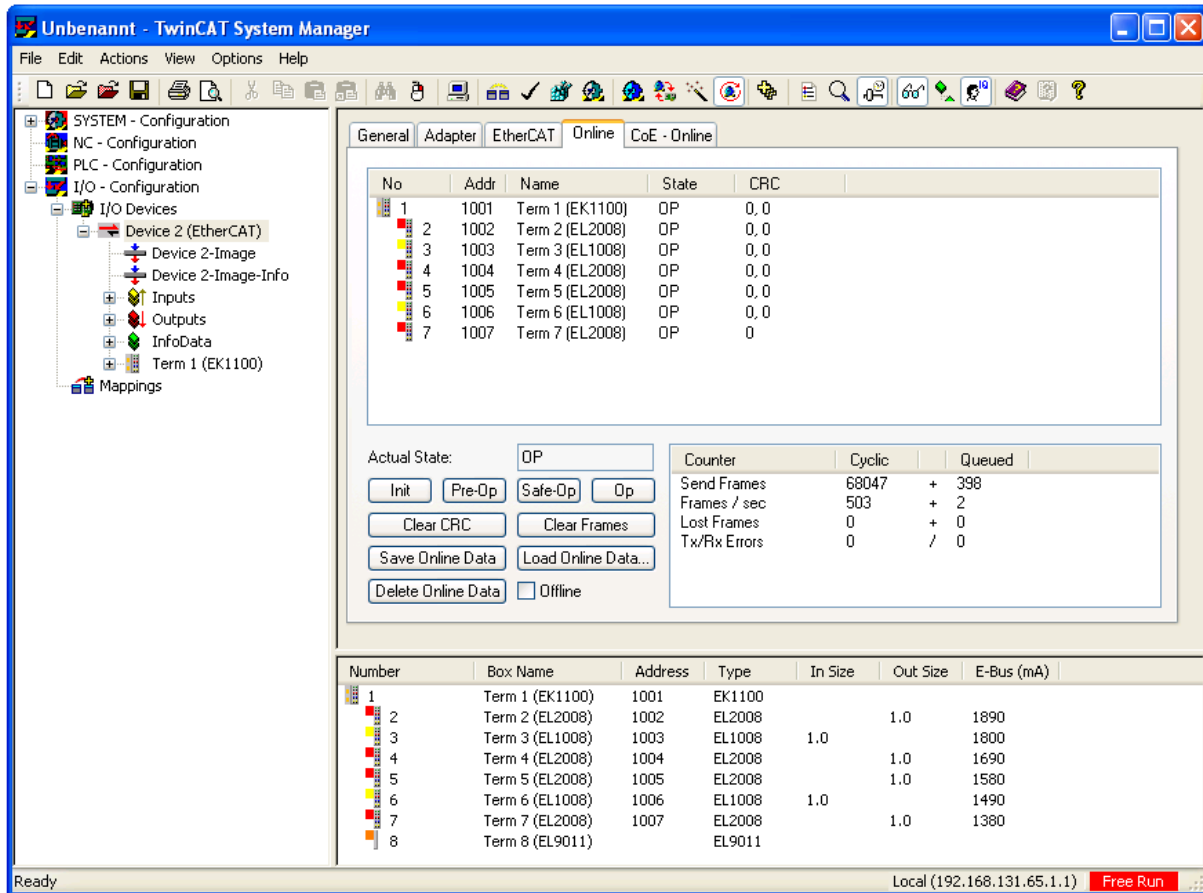 Unbenannt - TwinCAT System Manager
File Edit Actions View Options Help
SYSTEM - Configuration
NC - Configuration
PLC - Configuration
I/O - Configuration
I/O Devices
Device 2 (EtherCAT)
Device 2-Image
Device 2-Image-Info
Inputs
Outputs
InfoData
Term 1 (EK1100)
Mappings
General Adapter EtherCAT Online CoE - Online
No Addr Name State CRC
1 1001 Term 1 (EK1100) OP 0, 0
2 1002 Term 2 (EL2008) OP 0, 0
3 1003 Term 3 (EL1008) OP 0, 0
4 1004 Term 4 (EL2008) OP 0, 0
5 1005 Term 5 (EL2008) OP 0, 0
6 1006 Term 6 (EL1008) OP 0, 0
7 1007 Term 7 (EL2008) OP 0
Actual State: OP
Init Pre-Op Safe-Op Op
Clear CRC Clear Frames
Save Online Data Load Online Data...
Delete Online Data Offline
Counter Cyclic Queued
Send Frames 68047 + 398
Frames / sec 503 + 2
Lost Frames 0 + 0
Tx/Rx Errors 0 / 0
Number Box Name Address Type In Size Out Size E-Bus (mA)
1 Term 1 (EK1100) 1001 EK1100
2 Term 2 (EL2008) 1002 EL2008 1.0 1890
3 Term 3 (EL1008) 1003 EL1008 1.0 1800
4 Term 4 (EL2008) 1004 EL2008 1.0 1690
5 Term 5 (EL2008) 1005 EL2008 1.0 1580
6 Term 6 (EL1008) 1006 EL1008 1.0 1490
7 Term 7 (EL2008) 1007 EL2008 1.0 1380
8 Term 8 (EL9011) EL9011
Ready Local (192.168.131.65.1.1) Free Run